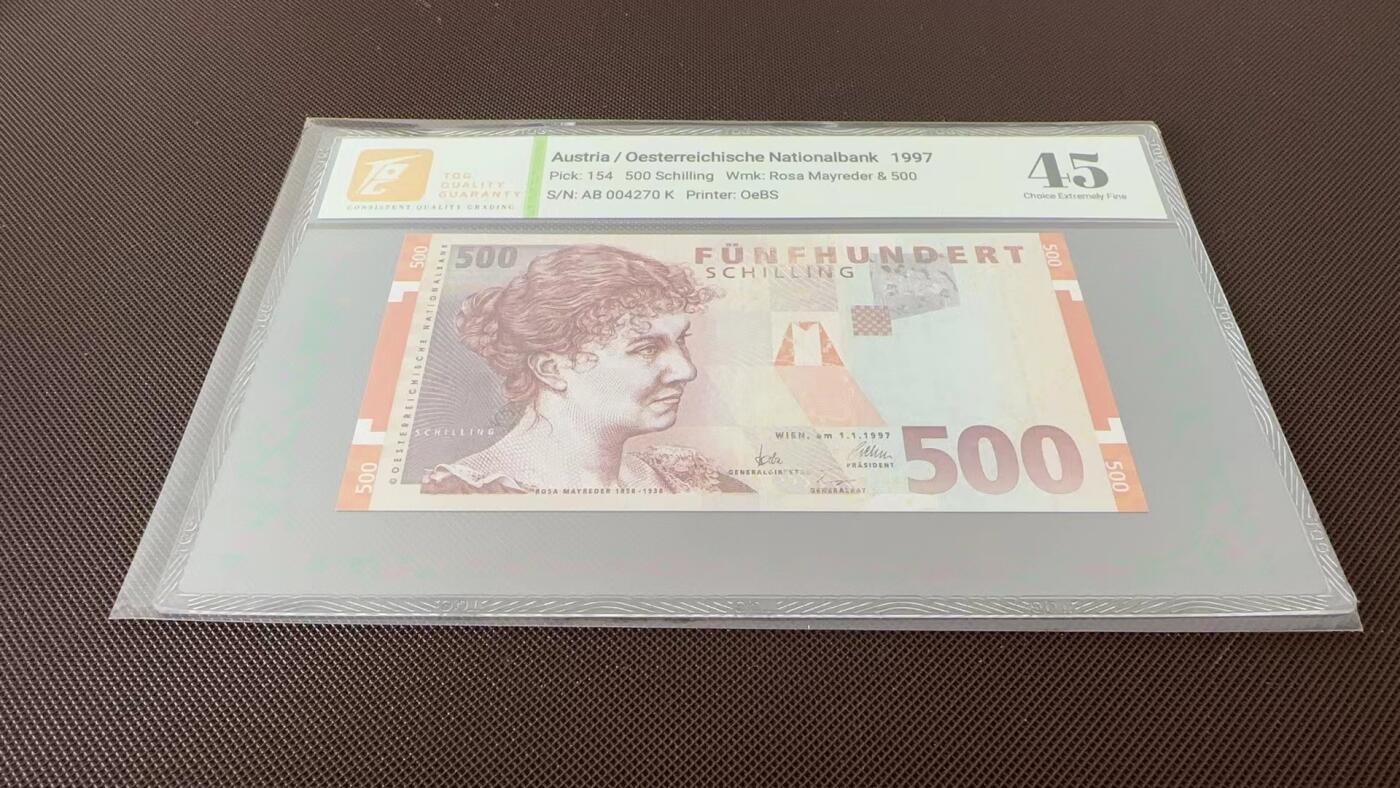 Austria / Oesterreichische Nationalbank 1997
Pick: 154 500 Schilling Wmk: Rosa Mayreder & 500
S/N: AB 004270 K Printer: OeBS
TQG
QUALITY
GUARANTY
CONSISTENT QUALITY GRADING
45
Choice Extremely Fine
500
500
FÜNFHUNDERT
SCHILLING
500
©OESTERREICHISCHE NATIONALBANK
SCHILLING
WIEN, am 1.1.1997
GENERALDIREKTOR
PRÄSIDENT
GENERALRAT
500
ROSA MAYREDER 1858-1938
500
500